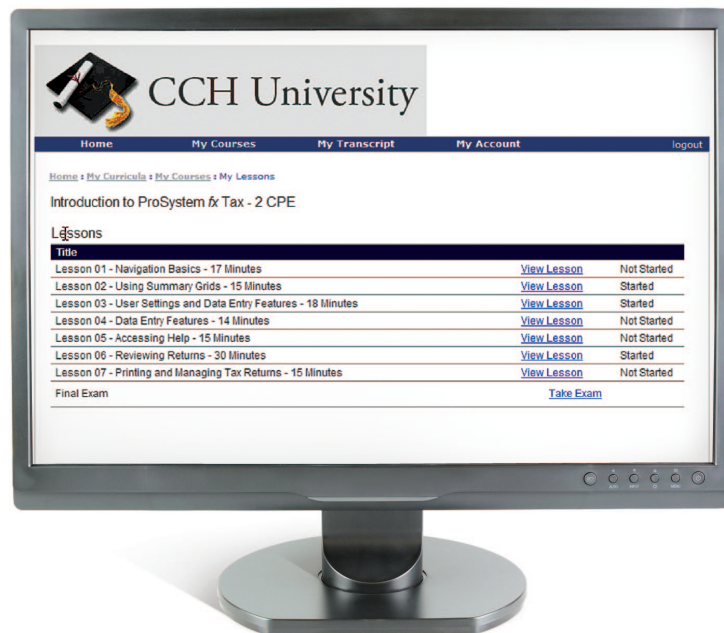 CCH University
Home My Courses My Transcript My Account logout
Home : My Curricula : My Courses : My Lessons
Introduction to ProSystem fx Tax - 2 CPE
Lessons
Title
Lesson 01 - Navigation Basics - 17 Minutes View Lesson Not Started
Lesson 02 - Using Summary Grids - 15 Minutes View Lesson Started
Lesson 03 - User Settings and Data Entry Features - 18 Minutes View Lesson Started
Lesson 04 - Data Entry Features - 14 Minutes View Lesson Not Started
Lesson 05 - Accessing Help - 15 Minutes View Lesson Not Started
Lesson 06 - Reviewing Returns - 30 Minutes View Lesson Started
Lesson 07 - Printing and Managing Tax Returns - 15 Minutes View Lesson Not Started
Final Exam Take Exam